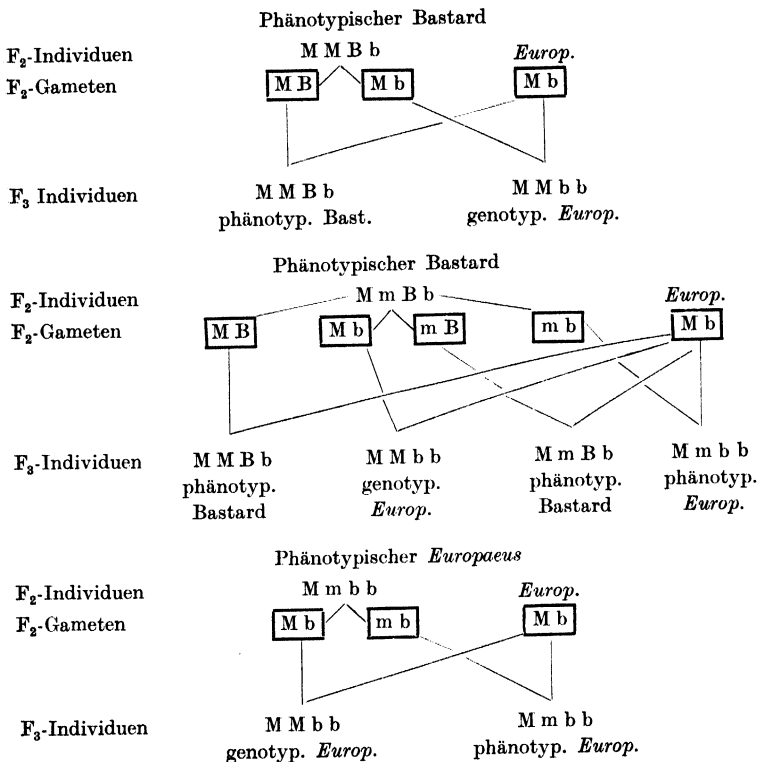 Phänotypischer Bastard
F₂-Individuen M M B b Europ.
F₂-Gameten M B M b M b
F₃ Individuen M M B b M M b b
phänotyp. Bast. genotyp. Europ.
Phänotypischer Bastard
F₂-Individuen M m B b Europ.
F₂-Gameten M B M b m B m b M b
F₃-Individuen M M B b M M b b M m B b M m b b
phänotyp. genotyp. phänotyp. phänotyp.
Bastard Europ. Bastard Europ.
Phänotypischer Europaeus
F₂-Individuen M m b b Europ.
F₂-Gameten M b m b M b
F₃-Individuen M M b b M m b b
genotyp. Europ. phänotyp. Europ.